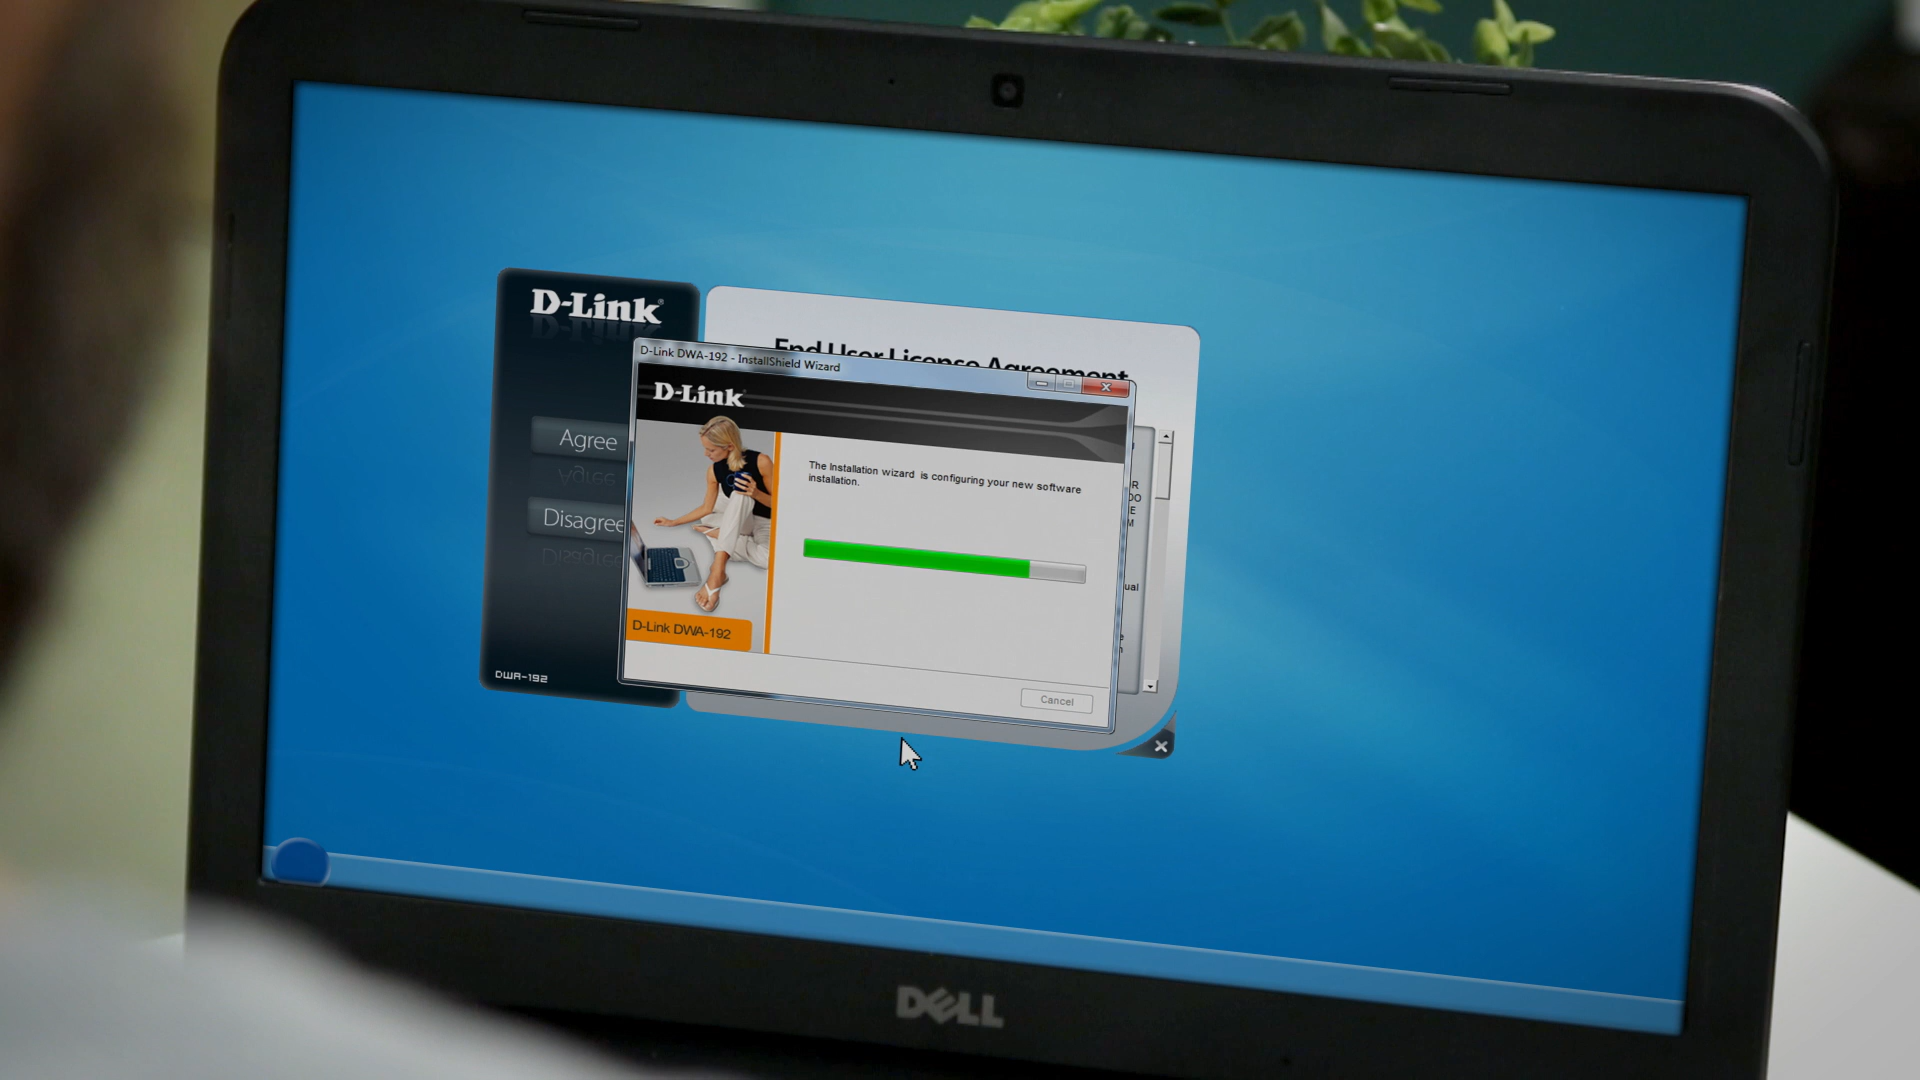 D-Link
End User License Agreement
D-Link DWA-192 - InstallShield Wizard
D-Link
Agree
Disagree
The Installation wizard is configuring your new software
installation.
D-Link DWA-192
Cancel
DWA-192
DELL